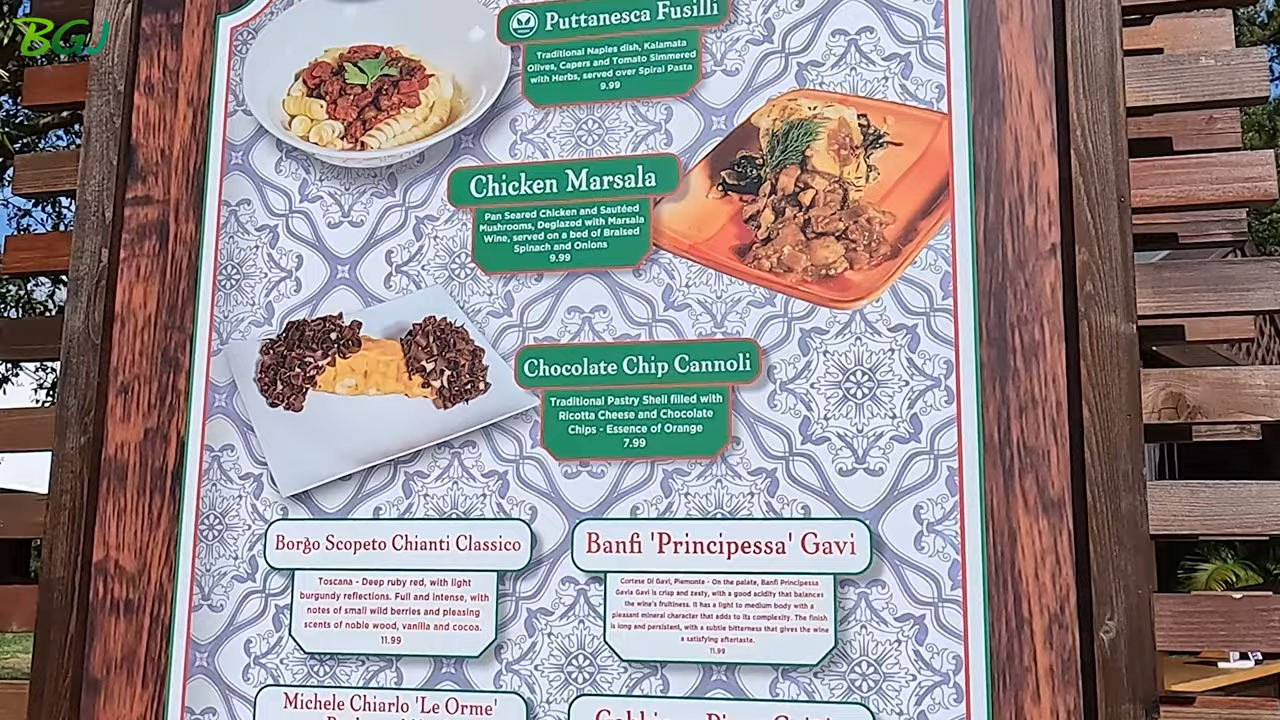 BGJ
Puttanesca Fusilli
Traditional Naples dish, Kalamata
Olives, Capers and Tomato Simmered
with Herbs, served over Spiral Pasta
9.99
Chicken Marsala
Pan Seared Chicken and Sautéed
Mushrooms, Deglazed with Marsala
Wine, served on a bed of Braised
Spinach and Onions
9.99
Chocolate Chip Cannoli
Traditional Pastry Shell filled with
Ricotta Cheese and Chocolate
Chips - Essence of Orange
7.99
Borgo Scopeto Chianti Classico
Toscana - Deep ruby red, with light
burgundy reflections. Full and intense, with
notes of small wild berries and pleasing
scents of noble wood, vanilla and cocoa.
11.99
Banfi 'Principessa' Gavi
Cortese Di Gavi, Piemonte - On the palate, Banfi Principessa
Gavia Gavi is crisp and zesty, with a good acidity that balances
the wine's fruitiness. It has a light to medium body with a
pleasant mineral character that adds to its complexity. The finish
is long and persistent, with a subtle bitterness that gives the wine
a satisfying aftertaste.
11.99
Michele Chiarlo 'Le Orme'